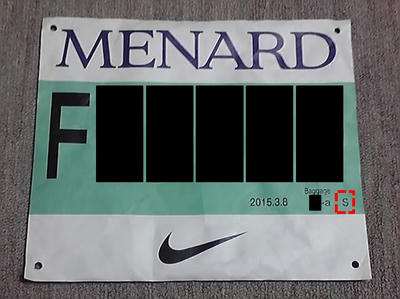 MENARD
F
Baggage
2015.3.8 -a S